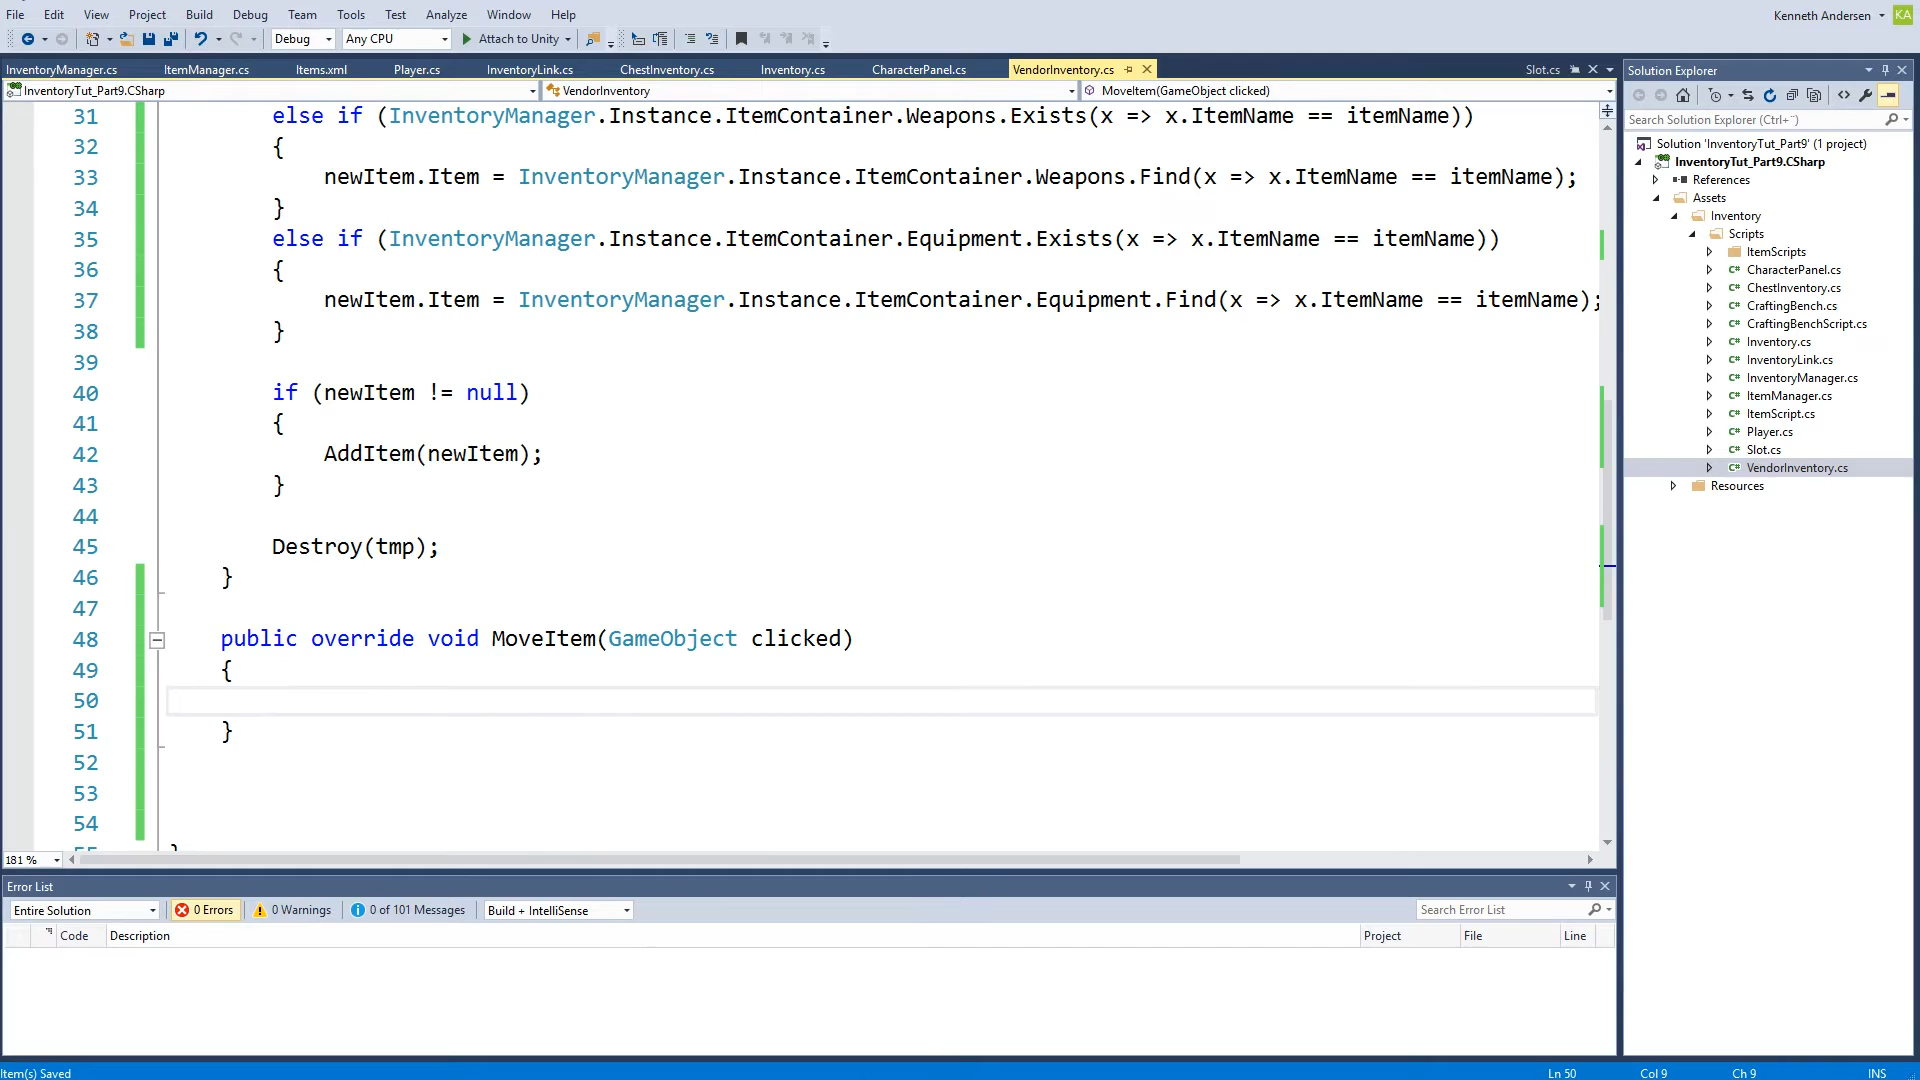 File Edit View Project Build Debug Team Tools Test Analyze Window Help Kenneth Andersen KA
Debug Any CPU Attach to Unity
InventoryManager.cs ItemManager.cs Items.xml Player.cs InventoryLink.cs ChestInventory.cs Inventory.cs CharacterPanel.cs VendorInventory.cs Slot.cs
InventoryTut_Part9.CSharp VendorInventory MoveItem(GameObject clicked)
31 else if (InventoryManager.Instance.ItemContainer.Weapons.Exists(x => x.ItemName == itemName))
32 {
33 newItem.Item = InventoryManager.Instance.ItemContainer.Weapons.Find(x => x.ItemName == itemName);
34 }
35 else if (InventoryManager.Instance.ItemContainer.Equipment.Exists(x => x.ItemName == itemName))
36 {
37 newItem.Item = InventoryManager.Instance.ItemContainer.Equipment.Find(x => x.ItemName == itemName);
38 }
39
40 if (newItem != null)
41 {
42 AddItem(newItem);
43 }
44
45 Destroy(tmp);
46 }
47
48 public override void MoveItem(GameObject clicked)
49 {
50
51 }
52
53
54
55 }
181 %
Solution Explorer
Search Solution Explorer (Ctrl+¨)
Solution 'InventoryTut_Part9' (1 project)
InventoryTut_Part9.CSharp
References
Assets
Inventory
Scripts
ItemScripts
CharacterPanel.cs
ChestInventory.cs
CraftingBench.cs
CraftingBenchScript.cs
Inventory.cs
InventoryLink.cs
InventoryManager.cs
ItemManager.cs
ItemScript.cs
Player.cs
Slot.cs
VendorInventory.cs
Resources
Error List
Entire Solution 0 Errors 0 Warnings 0 of 101 Messages Build + IntelliSense Search Error List
Code Description Project File Line
Item(s) Saved Ln 50 Col 9 Ch 9 INS